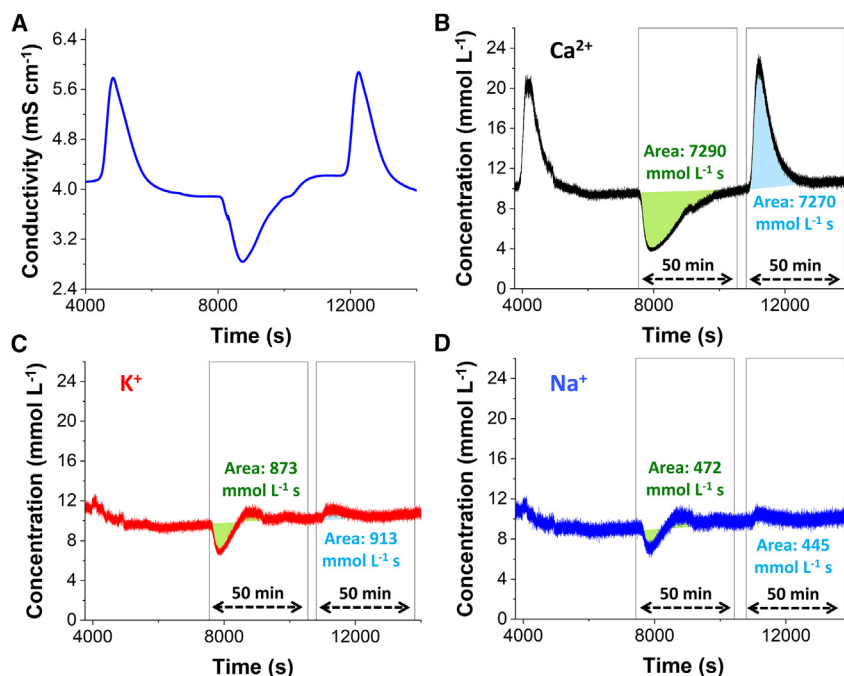 A
Conductivity (mS cm⁻¹)
6.4
5.6
4.8
4.0
3.2
2.4
4000
8000
12000
Time (s)
B
Concentration (mmol L⁻¹)
24
20
16
12
8
4
0
Ca²⁺
Area: 7290
mmol L⁻¹ s
Area: 7270
mmol L⁻¹ s
50 min
50 min
4000
8000
12000
Time (s)
C
Concentration (mmol L⁻¹)
24
20
16
12
8
4
0
K⁺
Area: 873
mmol L⁻¹ s
Area: 913
mmol L⁻¹ s
50 min
50 min
4000
8000
12000
Time (s)
D
Concentration (mmol L⁻¹)
24
20
16
12
8
4
0
Na⁺
Area: 472
mmol L⁻¹ s
Area: 445
mmol L⁻¹ s
50 min
50 min
4000
8000
12000
Time (s)